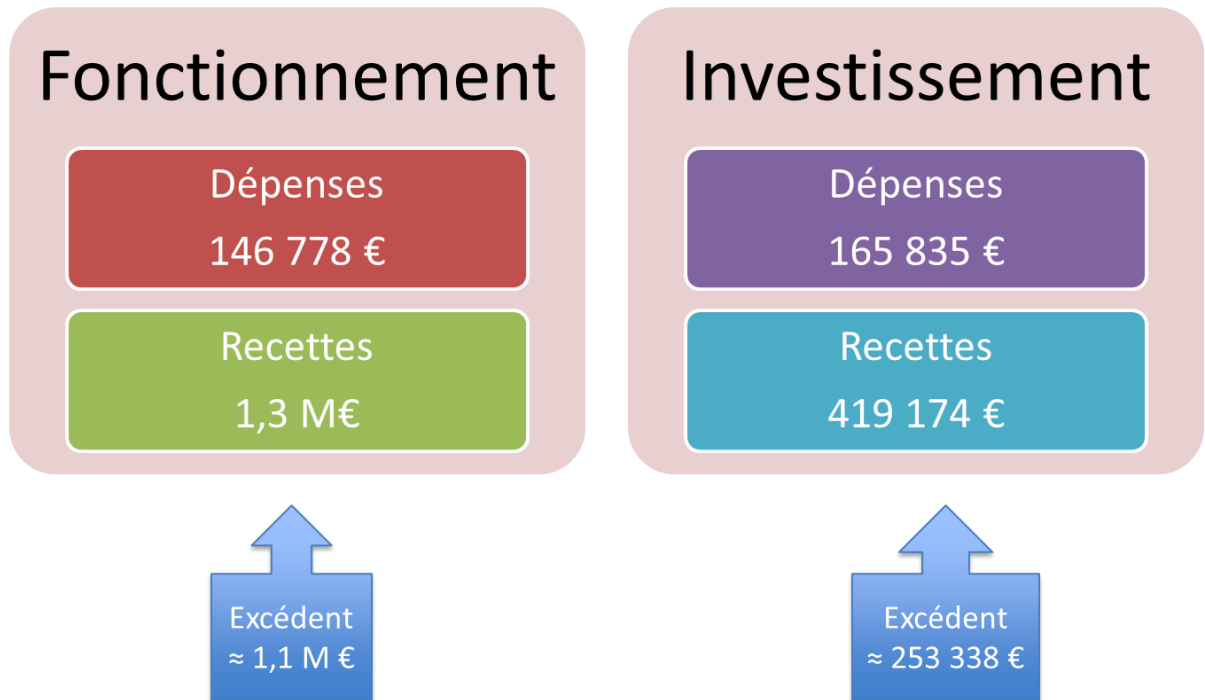 Fonctionnement
Dépenses
146 778 €
Recettes
1,3 M€
Excédent
≈ 1,1 M €
Investissement
Dépenses
165 835 €
Recettes
419 174 €
Excédent
≈ 253 338 €